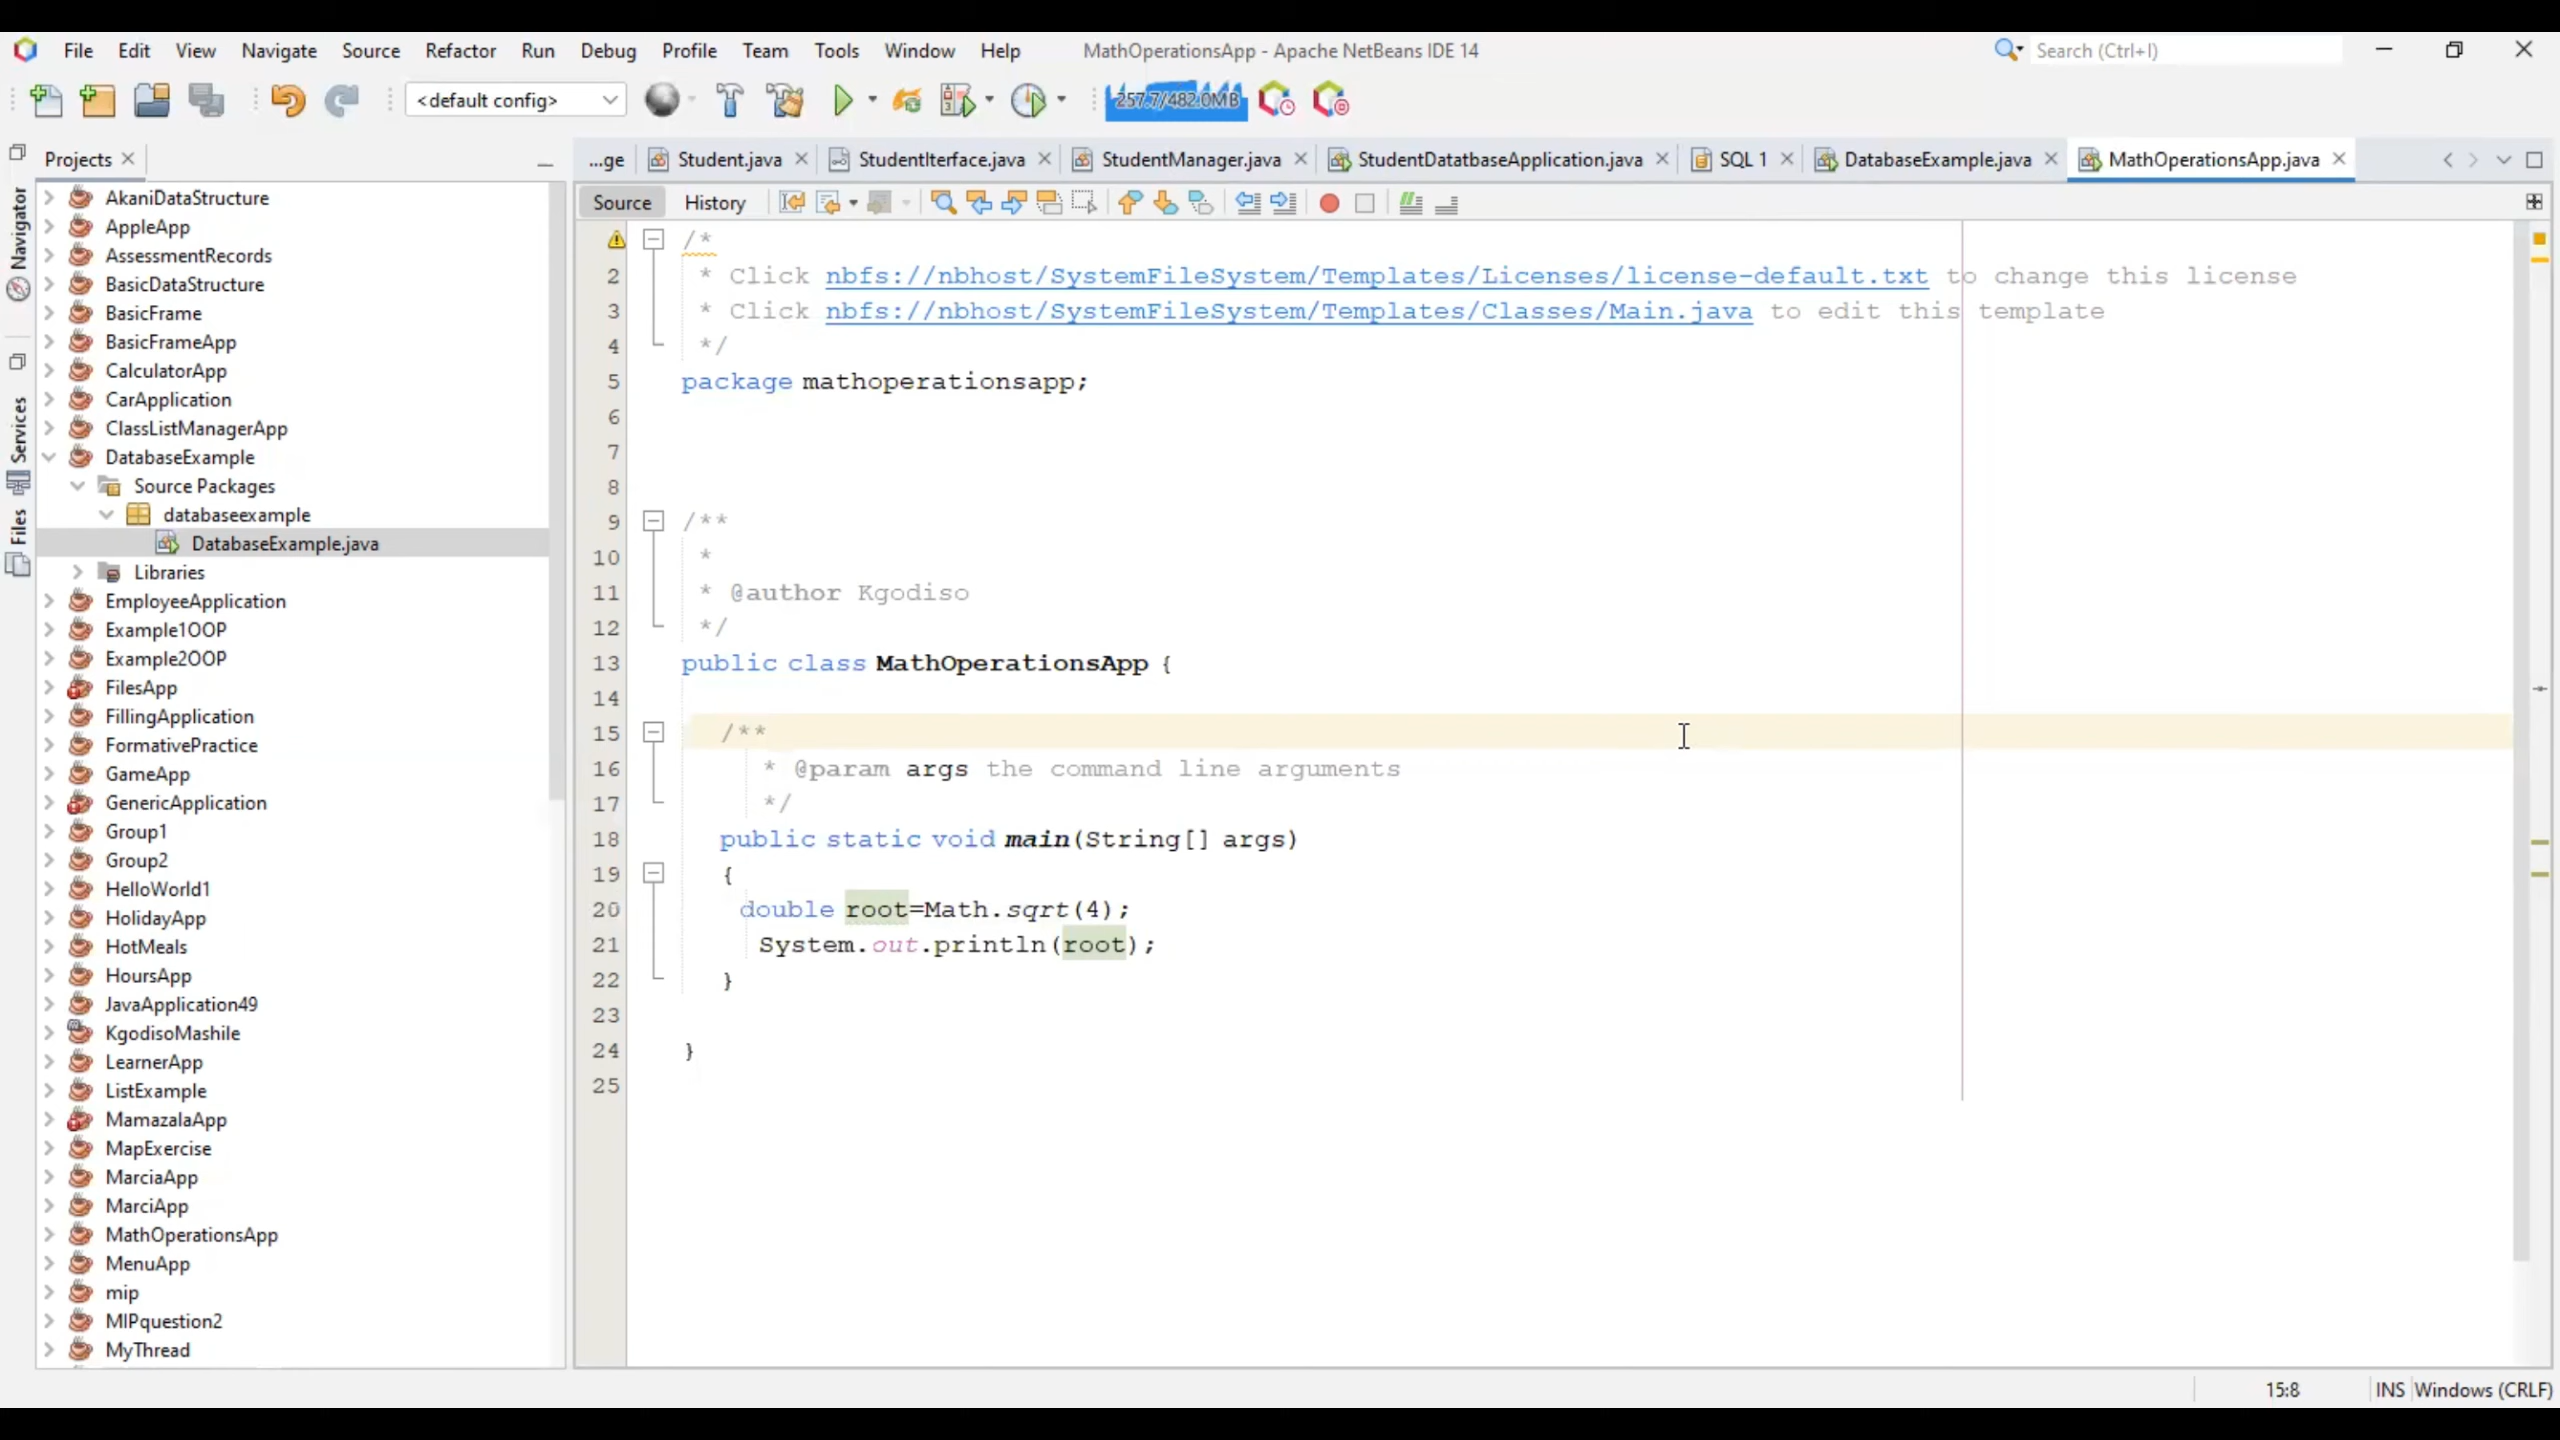 File Edit View Navigate Source Refactor Run Debug Profile Team Tools Window Help MathOperationsApp - Apache NetBeans IDE 14 Search (Ctrl+I)
<default config> 257.7/482.0MB
Projects
...ge Student.java StudentIterface.java StudentManager.java StudentDatatbaseApplication.java SQL 1 DatabaseExample.java MathOperationsApp.java
Source History
Navigator
Services
Files
AkaniDataStructure
AppleApp
AssessmentRecords
BasicDataStructure
BasicFrame
BasicFrameApp
CalculatorApp
CarApplication
ClassListManagerApp
DatabaseExample
Source Packages
databaseexample
DatabaseExample.java
Libraries
EmployeeApplication
Example1OOP
Example2OOP
FilesApp
FillingApplication
FormativePractice
GameApp
GenericApplication
Group1
Group2
HelloWorld1
HolidayApp
HotMeals
HoursApp
JavaApplication49
KgodisoMashile
LearnerApp
ListExample
MamazalaApp
MapExercise
MarciaApp
MarciApp
MathOperationsApp
MenuApp
mip
MIPquestion2
MyThread
/*
2 * Click nbfs://nbhost/SystemFileSystem/Templates/Licenses/license-default.txt to change this license
3 * Click nbfs://nbhost/SystemFileSystem/Templates/Classes/Main.java to edit this template
4 */
5 package mathoperationsapp;
6
7
8
9 /**
10 *
11 * @author Kgodiso
12 */
13 public class MathOperationsApp {
14
15 /**
16 * @param args the command line arguments
17 */
18 public static void main(String[] args)
19 {
20 double root=Math.sqrt(4);
21 System.out.println(root);
22 }
23
24 }
25
15:8 INS Windows (CRLF)